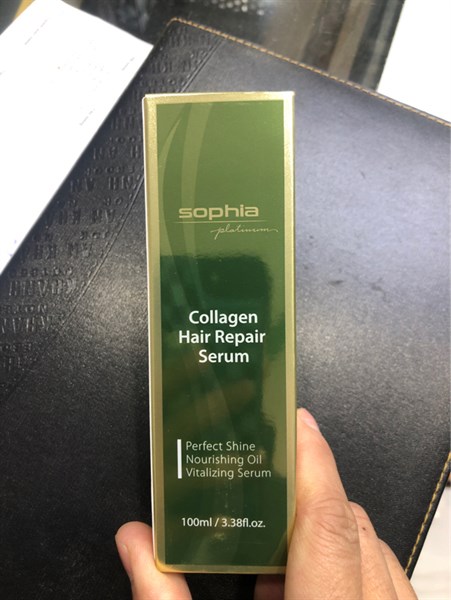 sophia
platinum
Collagen
Hair Repair
Serum
Perfect Shine
Nourishing Oil
Vitalizing Serum
100ml / 3.38fl.oz.